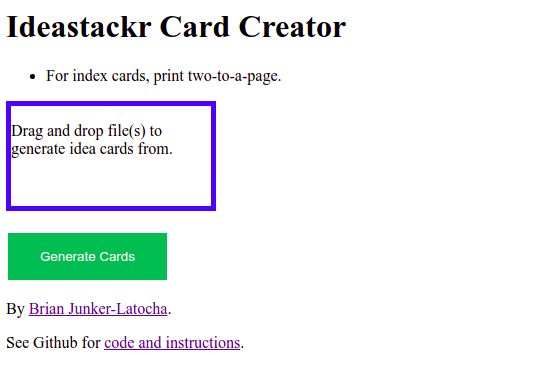 Ideastackr Card Creator
For index cards, print two-to-a-page.
Drag and drop file(s) to
generate idea cards from.
Generate Cards
By Brian Junker-Latocha.
See Github for code and instructions.